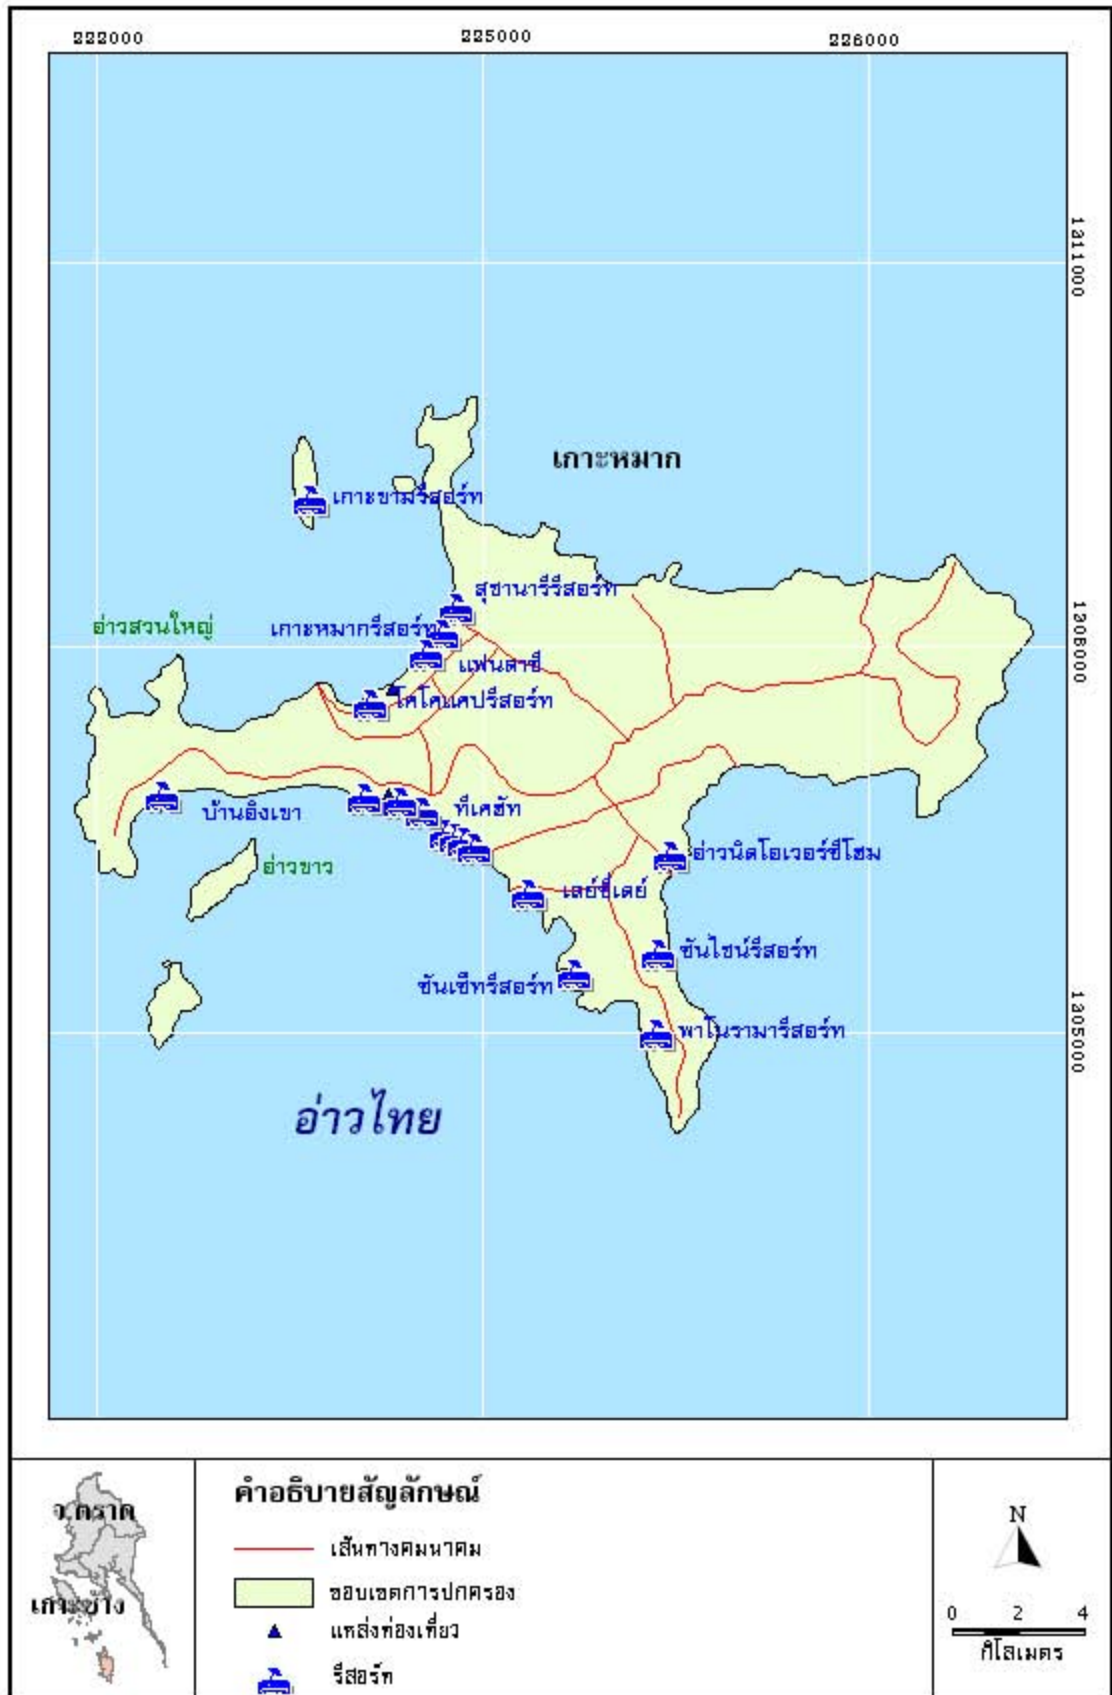 222000
225000
226000
1311000
เกาะหมาก
เกาะขามรีสอร์ท
สุชานารีรีสอร์ท
อ่าวสวนใหญ่
เกาะหมากรีสอร์ท
1308000
แฟนตาซี
โคโคแคปรีสอร์ท
บ้านอิงเขา
ทีเคฮัท
อ่าวนิดโอเวอร์ซีโฮม
อ่าวขาว
เลย์ซี่เดย์
ซันไชน์รีสอร์ท
ซันเซ็ทรีสอร์ท
พาโนรามารีสอร์ท
1305000
อ่าวไทย
จ.ตราด
เกาะช้าง
คำอธิบายสัญลักษณ์
เส้นทางคมนาคม
ขอบเขตการปกครอง
แหล่งท่องเที่ยว
รีสอร์ท
N
0 2 4
กิโลเมตร